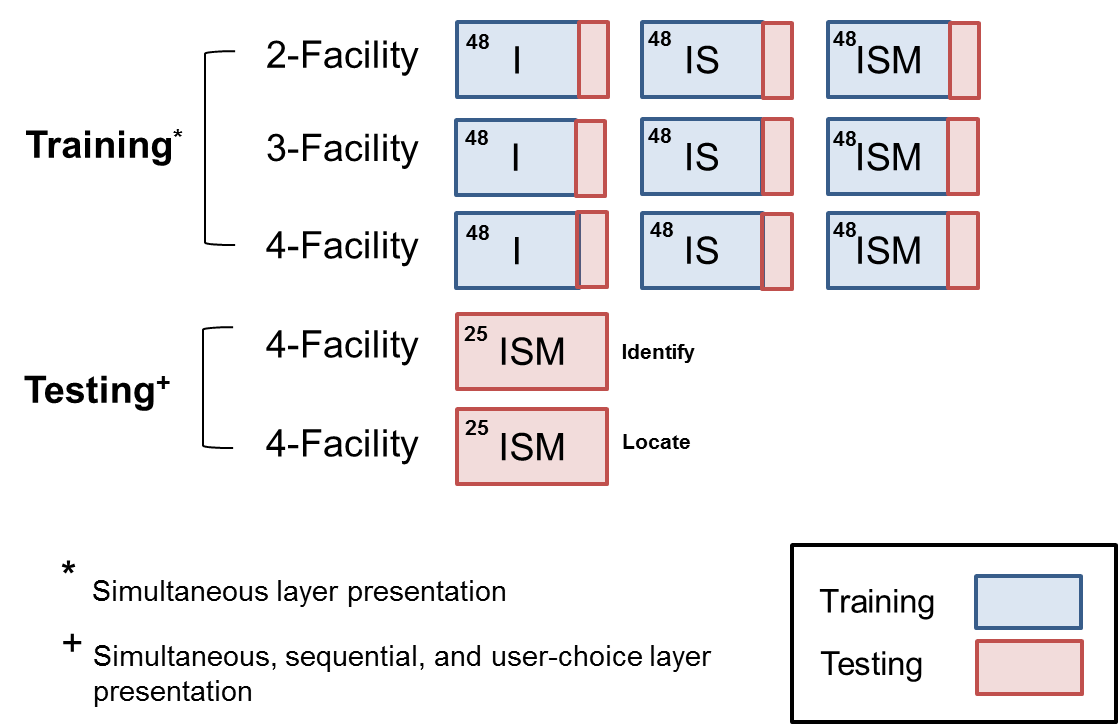 Training*
2-Facility
48 I
48 IS
48 ISM
3-Facility
48 I
48 IS
48 ISM
4-Facility
48 I
48 IS
48 ISM
Testing+
4-Facility
25 ISM
Identify
4-Facility
25 ISM
Locate
* Simultaneous layer presentation
+ Simultaneous, sequential, and user-choice layer
presentation
Training
Testing